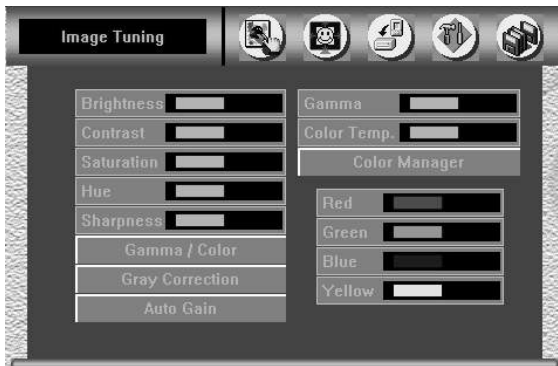 Image Tuning
Brightness
Contrast
Saturation
Hue
Sharpness
Gamma / Color
Gray Correction
Auto Gain
Gamma
Color Temp.
Color Manager
Red
Green
Blue
Yellow